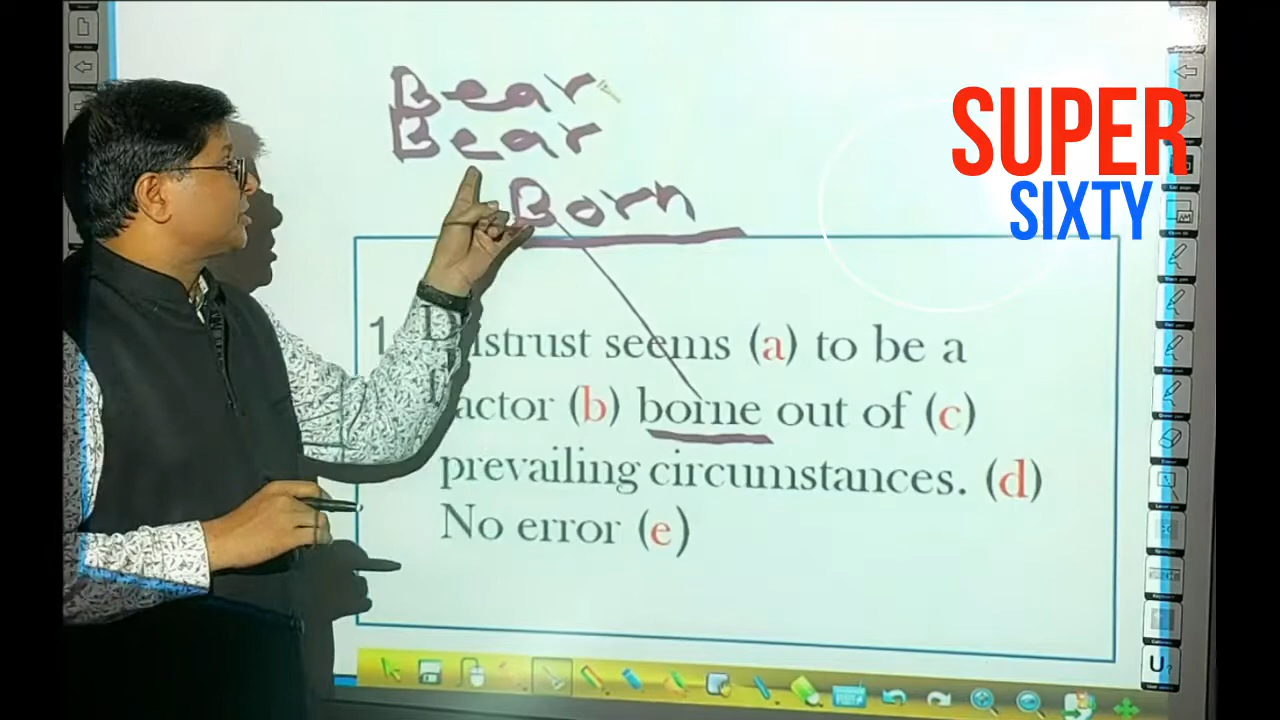 Bear
Bear
Born
SUPER
SIXTY
1. Distrust seems (a) to be a
factor (b) borne out of (c)
prevailing circumstances. (d)
No error (e)